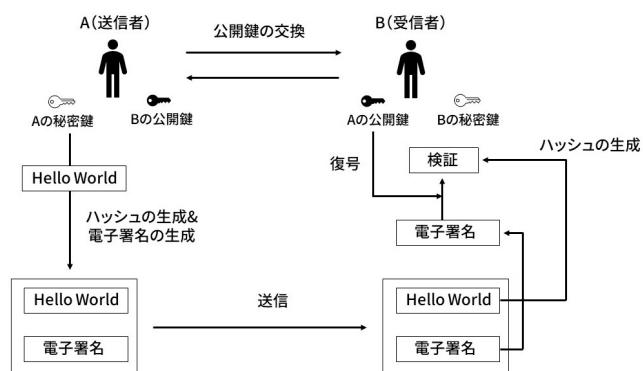 A（送信者）
公開鍵の交換
B（受信者）
Aの秘密鍵
Bの公開鍵
Aの公開鍵
Bの秘密鍵
Hello World
ハッシュの生成&
電子署名の生成
復号
検証
ハッシュの生成
電子署名
Hello World
電子署名
送信
Hello World
電子署名